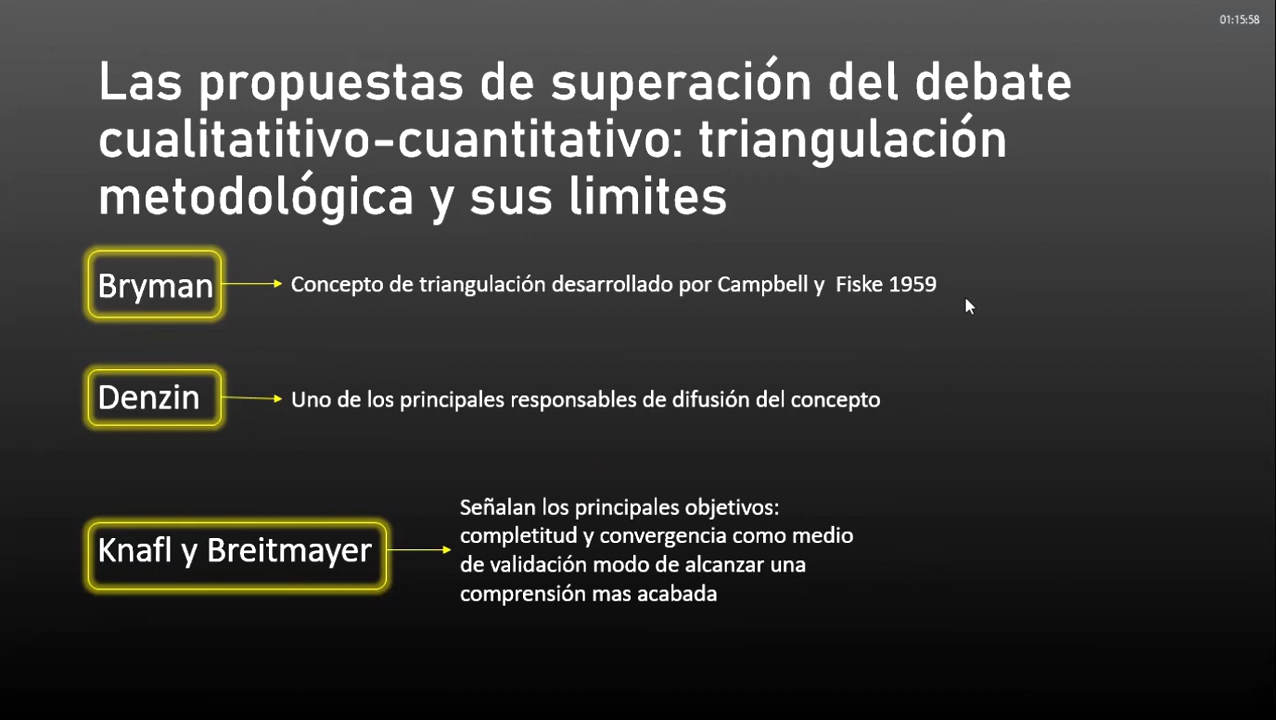 01:15:58
Las propuestas de superación del debate
cualitatitivo-cuantitativo: triangulación
metodológica y sus limites
Bryman
Concepto de triangulación desarrollado por Campbell y Fiske 1959
Denzin
Uno de los principales responsables de difusión del concepto
Knafl y Breitmayer
Señalan los principales objetivos:
completitud y convergencia como medio
de validación modo de alcanzar una
comprensión mas acabada